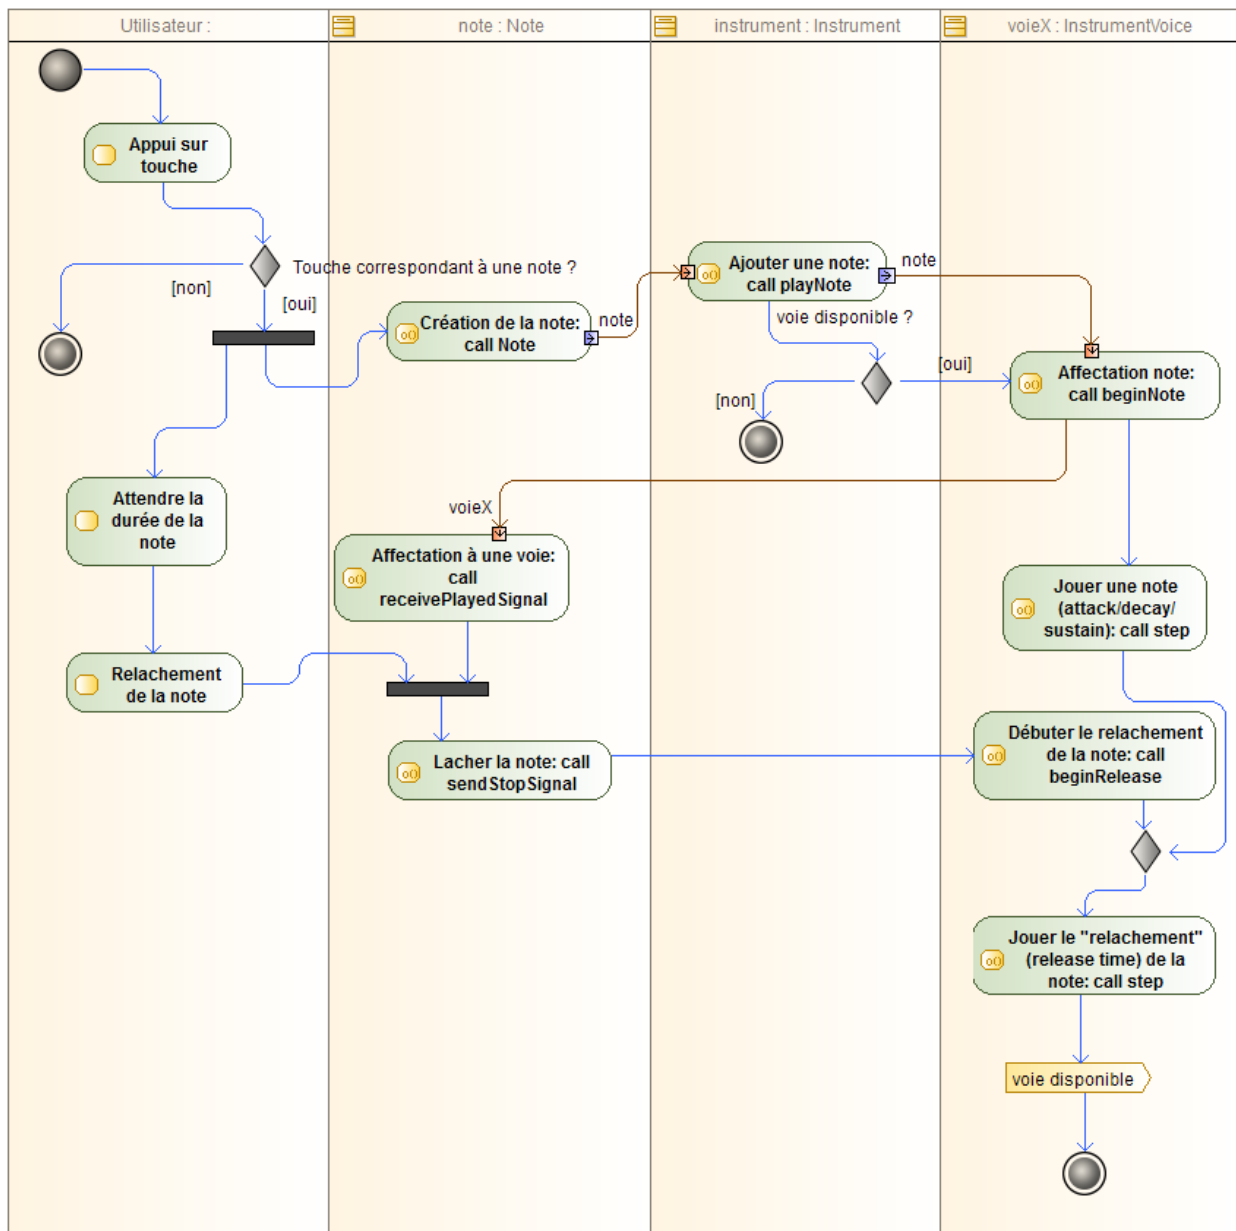 Utilisateur :
note : Note
instrument : Instrument
voieX : InstrumentVoice
Appui sur
touche
Touche correspondant à une note ?
[non]
[oui]
Création de la note:
call Note
note
Ajouter une note:
call playNote
note
voie disponible ?
[non]
[oui]
Affectation note:
call beginNote
Attendre la
durée de la
note
voieX
Affectation à une voie:
call
receivePlayedSignal
Jouer une note
(attack/decay/
sustain): call step
Relachement
de la note
Lacher la note: call
sendStopSignal
Débuter le relachement
de la note: call
beginRelease
Jouer le "relachement"
(release time) de la
note: call step
voie disponible